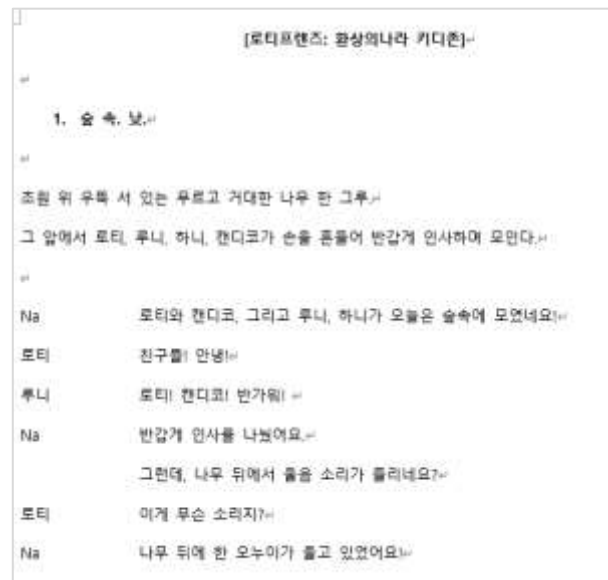 [로티프렌즈: 환상의나라 키디존]
1. 숲 속. 낮.
초원 위 우뚝 서 있는 푸르고 거대한 나무 한 그루.
그 앞에서 로티, 루니, 하니, 캔디코가 손을 흔들어 반갑게 인사하며 모인다.
Na 로티와 캔디코, 그리고 루니, 하니가 오늘은 숲속에 모였네요!
로티 친구들! 안녕!
루니 로티! 캔디코! 반가워!
Na 반갑게 인사를 나눴어요.
그런데, 나무 뒤에서 울음 소리가 들리네요?
로티 이게 무슨 소리지?
Na 나무 뒤에 한 오누이가 울고 있었어요!